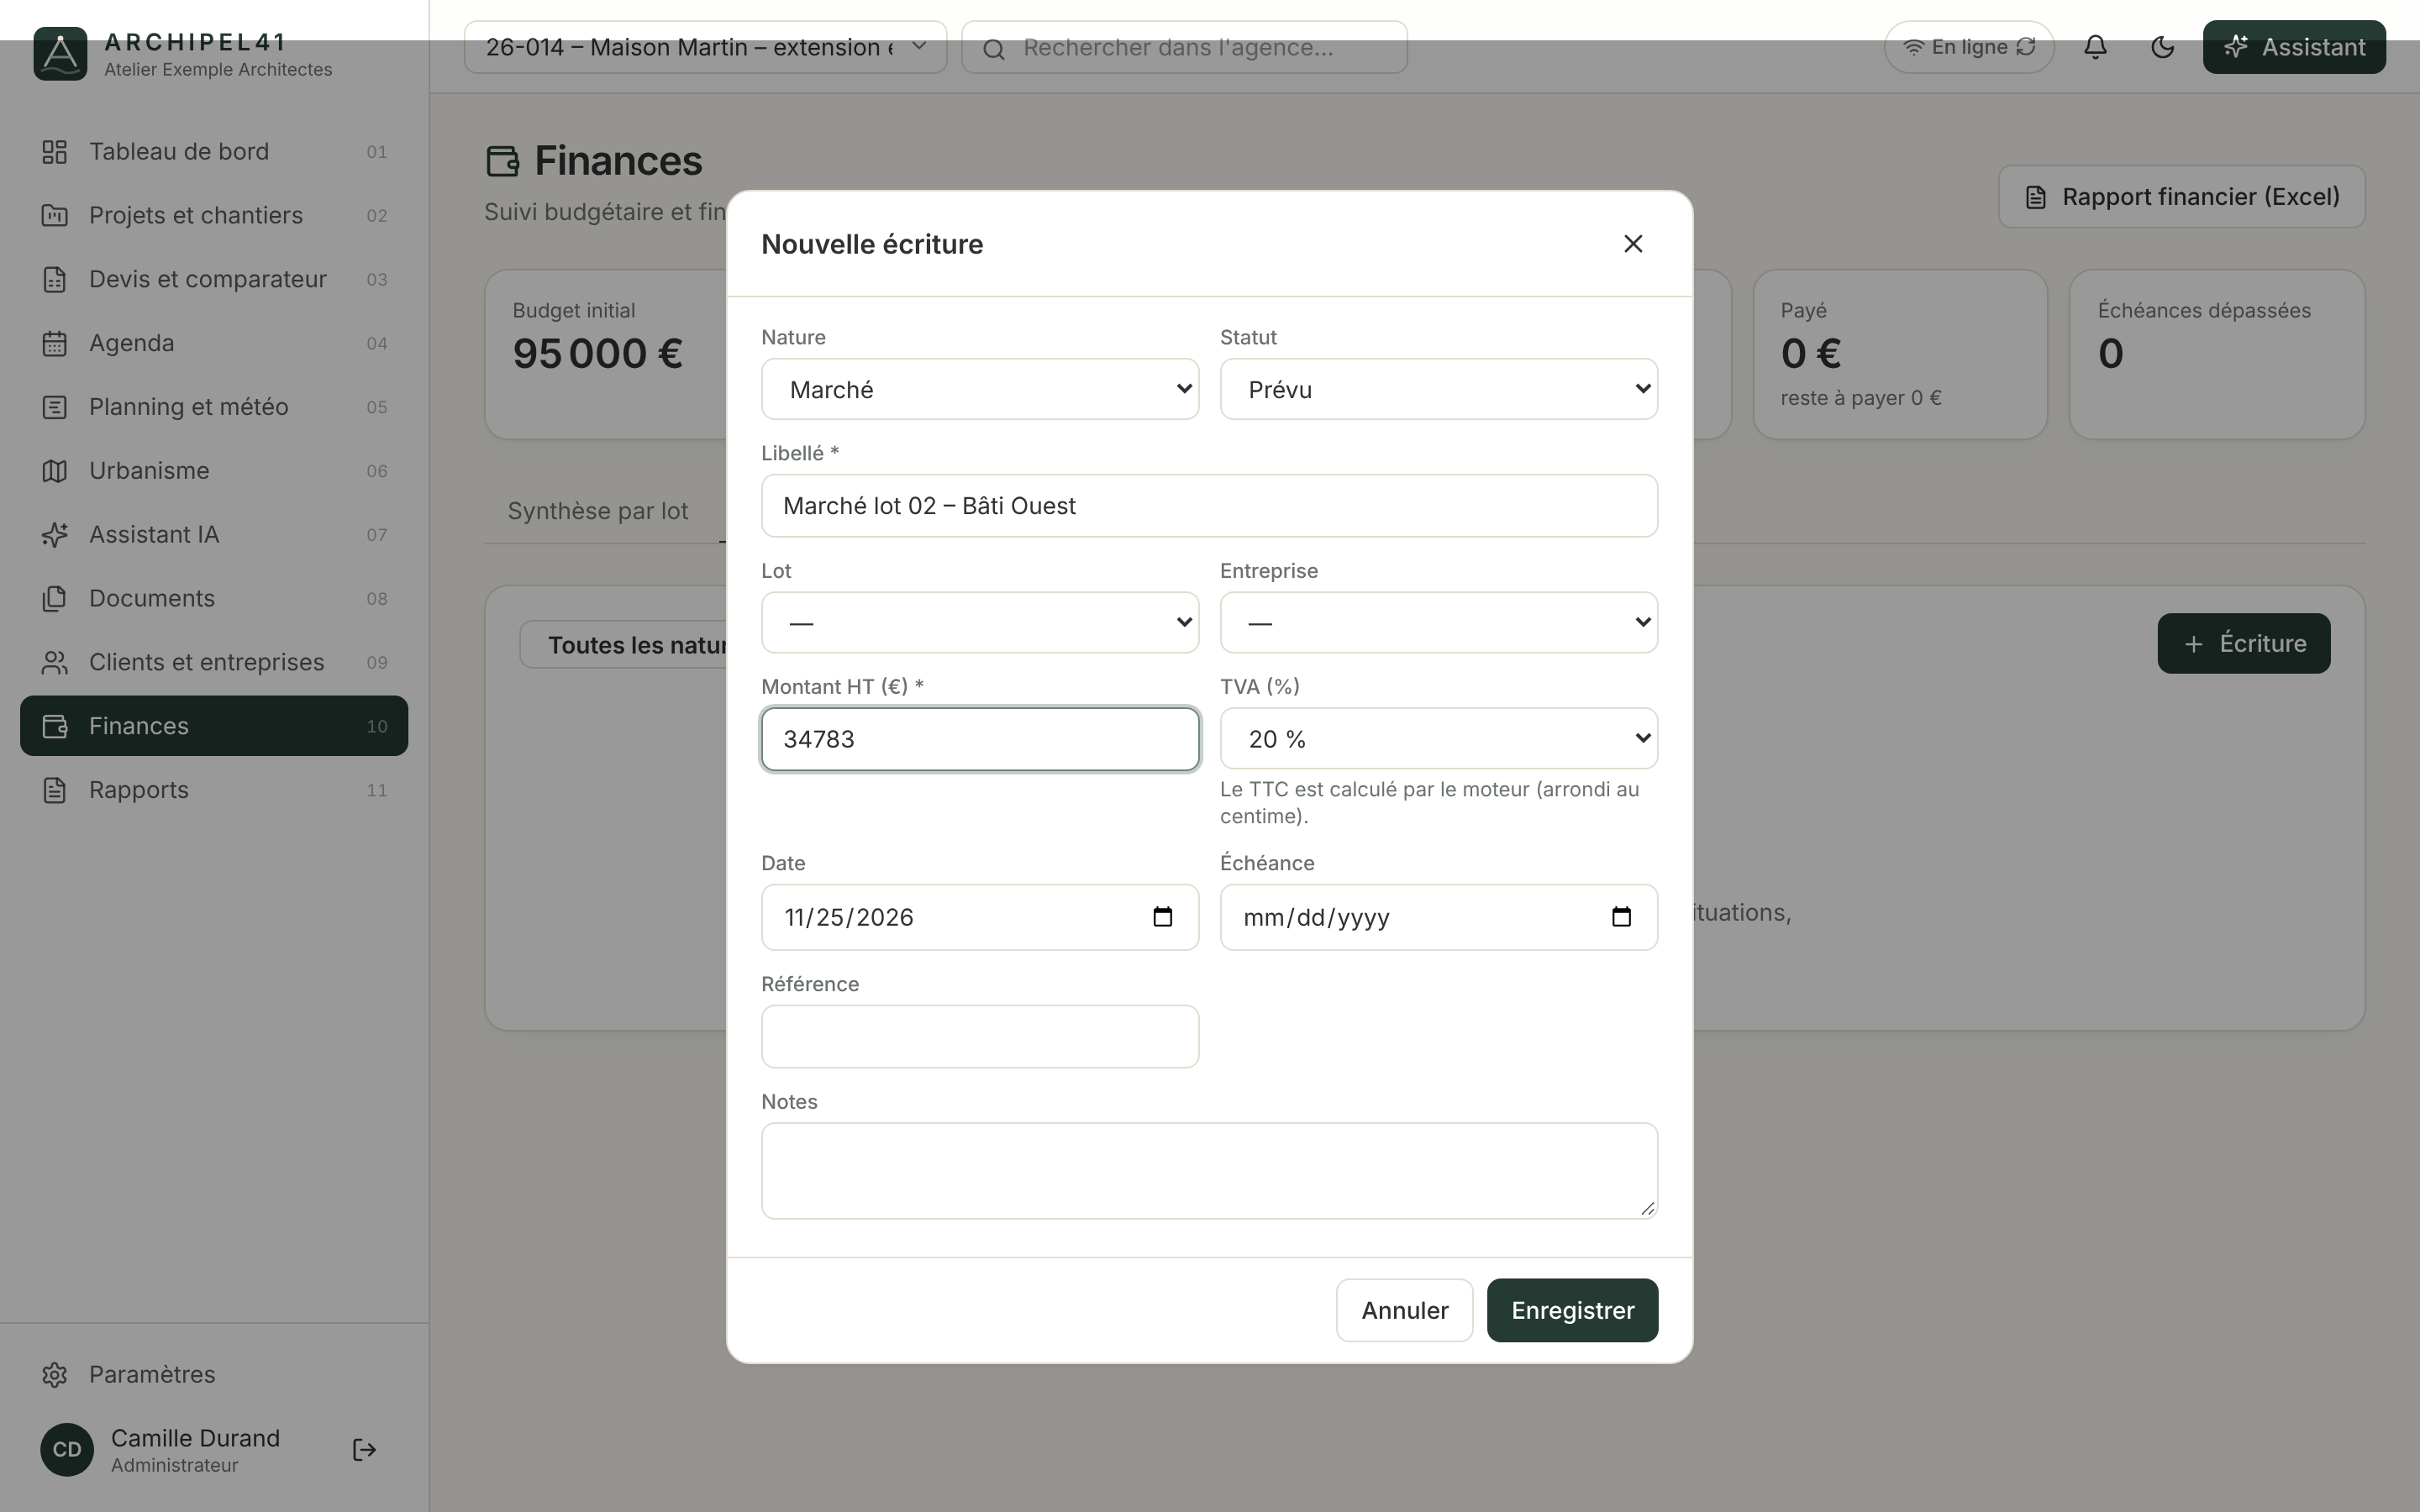 ARCHIPEL41
Atelier Exemple Architectes
26-014 – Maison Martin – extension e
Rechercher dans l'agence...
En ligne
Assistant
Tableau de bord 01
Projets et chantiers 02
Devis et comparateur 03
Agenda 04
Planning et météo 05
Urbanisme 06
Assistant IA 07
Documents 08
Clients et entreprises 09
Finances 10
Rapports 11
Paramètres
CD
Camille Durand
Administrateur
Finances
Suivi budgétaire et fin
Rapport financier (Excel)
Budget initial
95 000 €
Payé
0 €
reste à payer 0 €
Échéances dépassées
0
Synthèse par lot
Toutes les natur
Écriture
ituations,
Nouvelle écriture
Nature
Statut
Marché
Prévu
Libellé *
Marché lot 02 – Bâti Ouest
Lot
Entreprise
—
—
Montant HT (€) *
TVA (%)
34783
20 %
Le TTC est calculé par le moteur (arrondi au
centime).
Date
Échéance
11/25/2026
mm/dd/yyyy
Référence
Notes
Annuler
Enregistrer